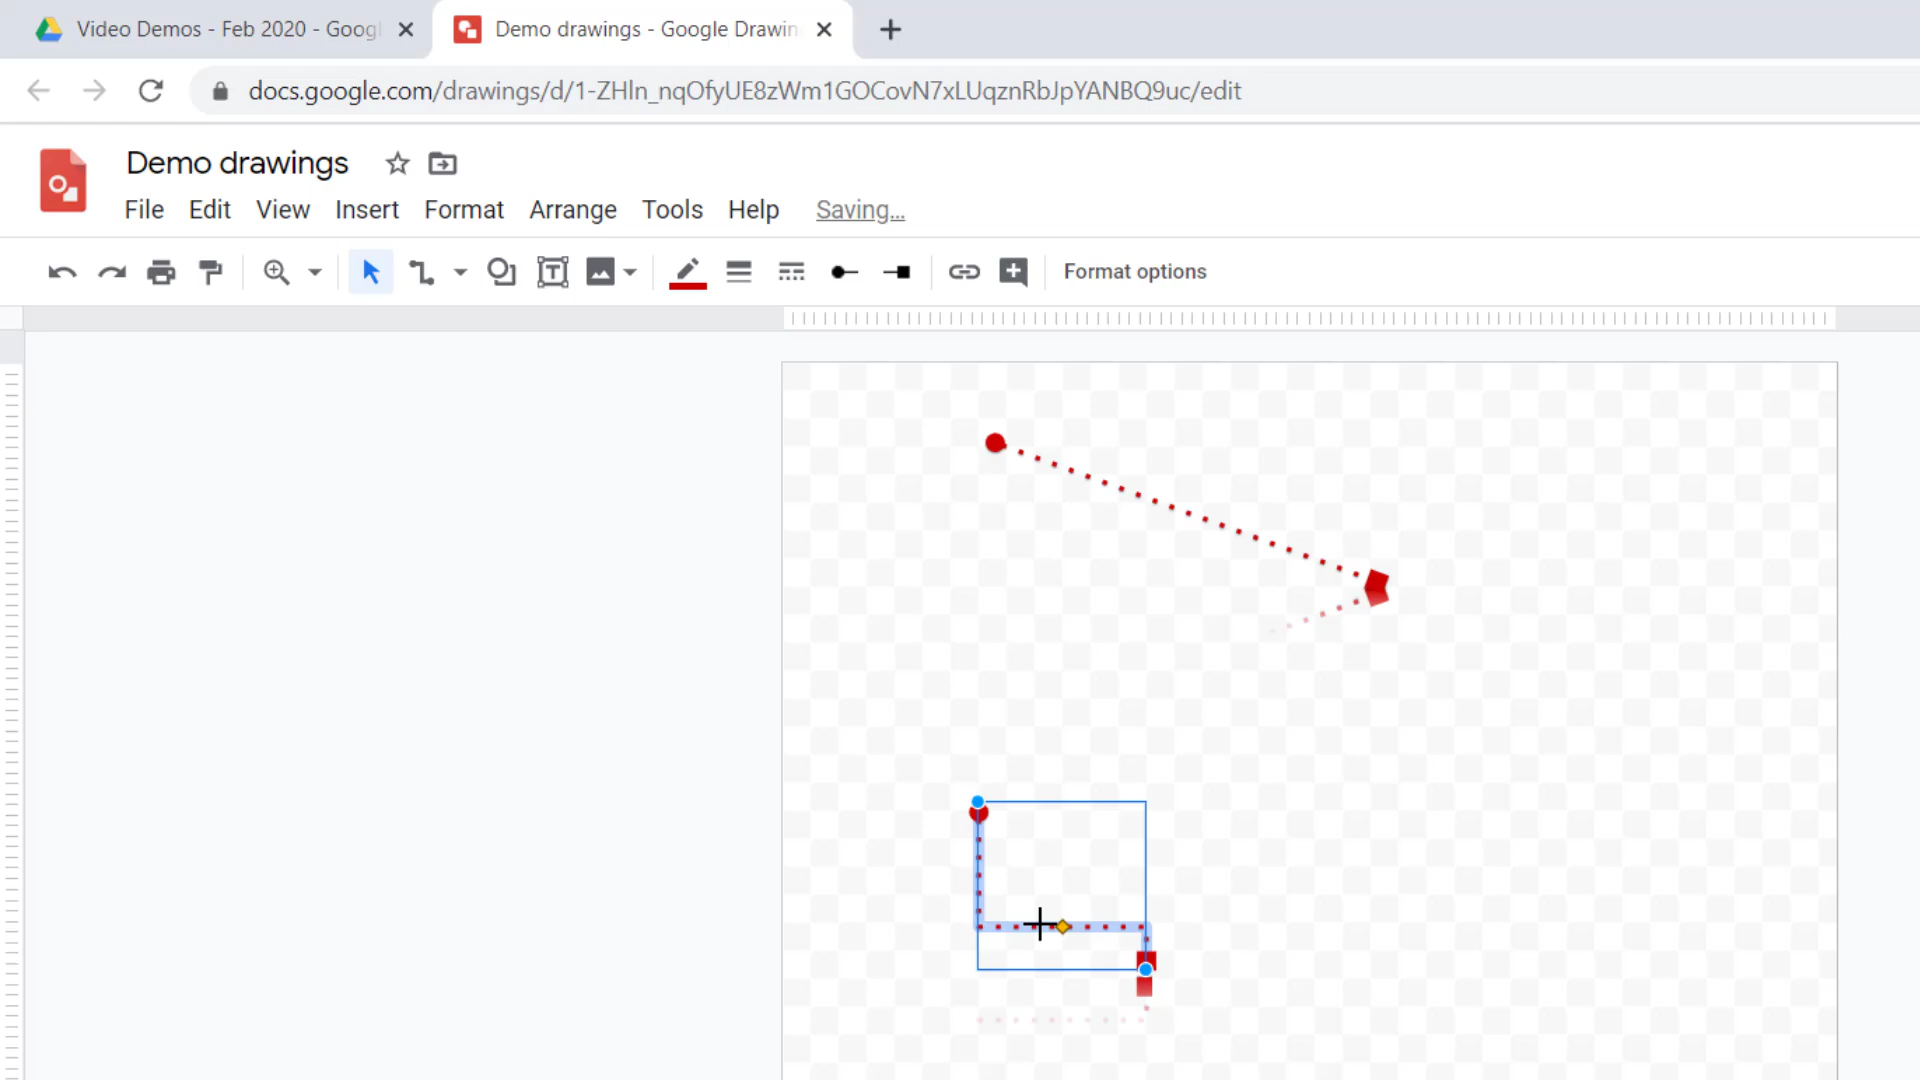 Video Demos - Feb 2020 - Googl
Demo drawings - Google Drawin
docs.google.com/drawings/d/1-ZHln_nqOfyUE8zWm1GOCovN7xLUqznRbJpYANBQ9uc/edit
Demo drawings
File Edit View Insert Format Arrange Tools Help Saving...
Format options